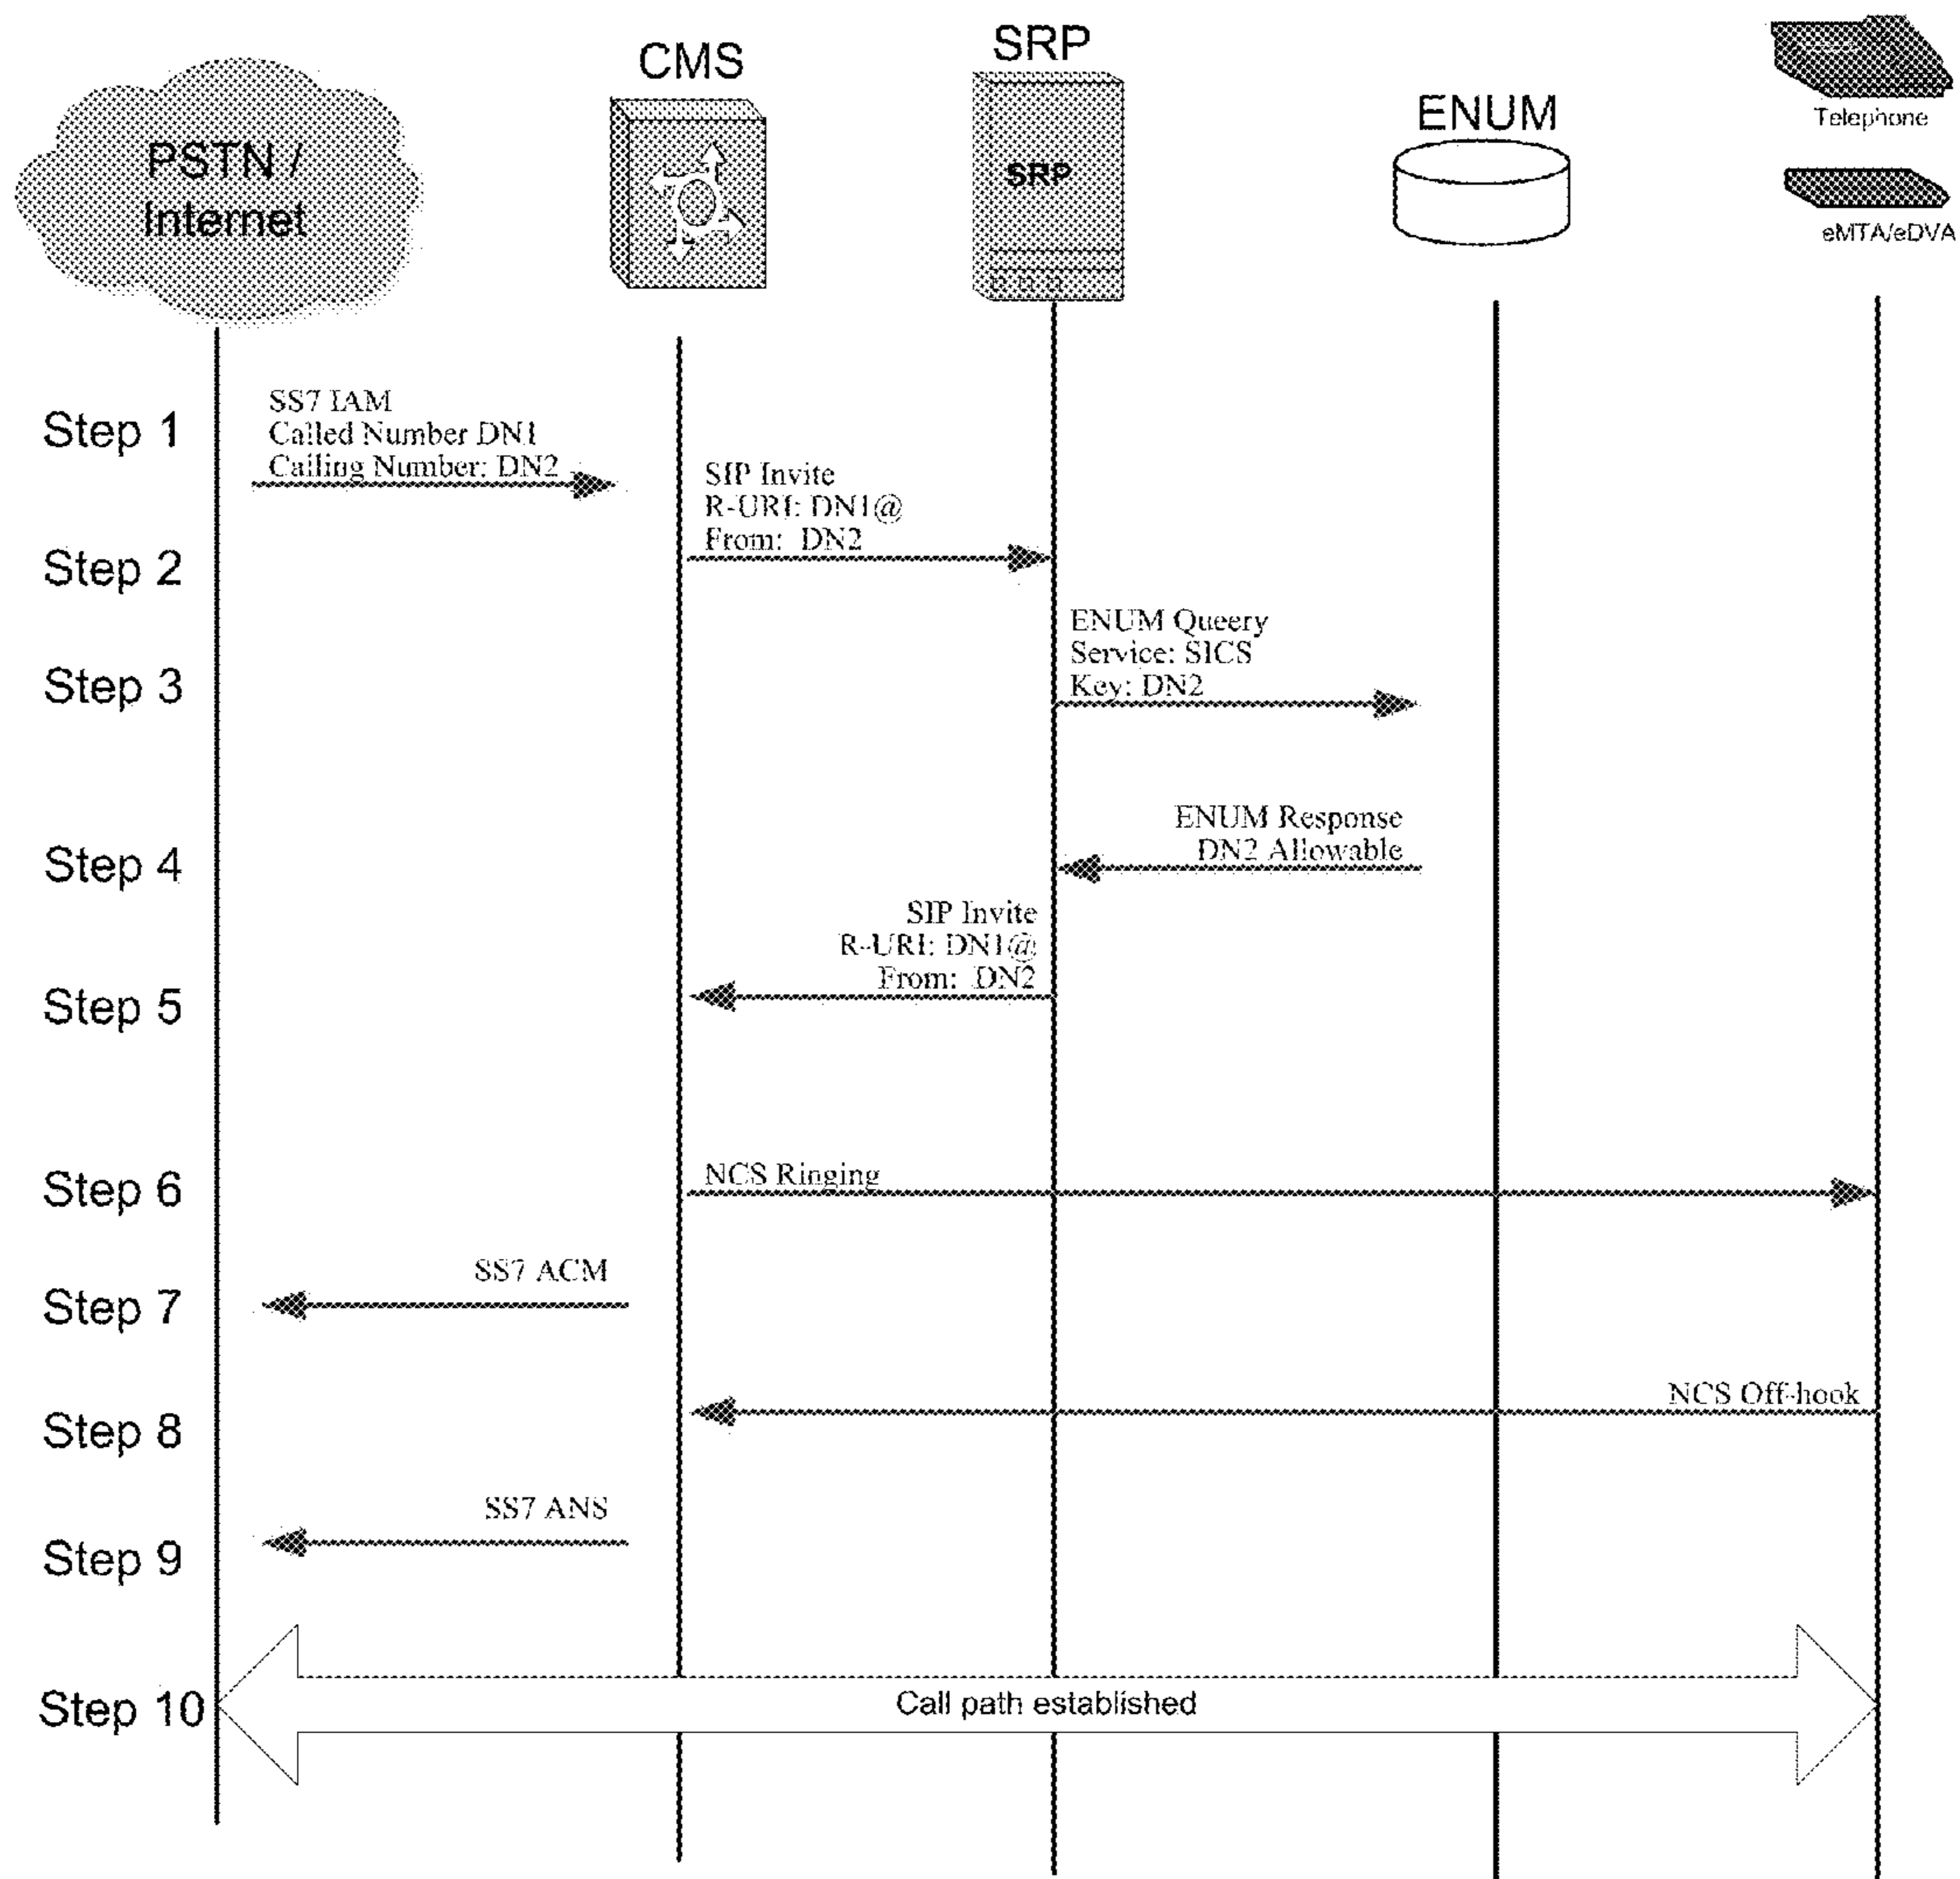 CMS
SRP
ENUM
Telephone
eMTA/eDVA
PSTN /
Internet
SRP
Step 1
SS7 IAM
Called Number DN1
Calling Number: DN2
Step 2
SIP Invite
R-URI: DN1@
From: DN2
Step 3
ENUM Queery
Service: SICS
Key: DN2
Step 4
ENUM Response
DN2 Allowable
Step 5
SIP Invite
R-URI: DN1@
From: DN2
Step 6
NCS Ringing
Step 7
SS7 ACM
Step 8
NCS Off-hook
Step 9
SS7 ANS
Step 10
Call path established